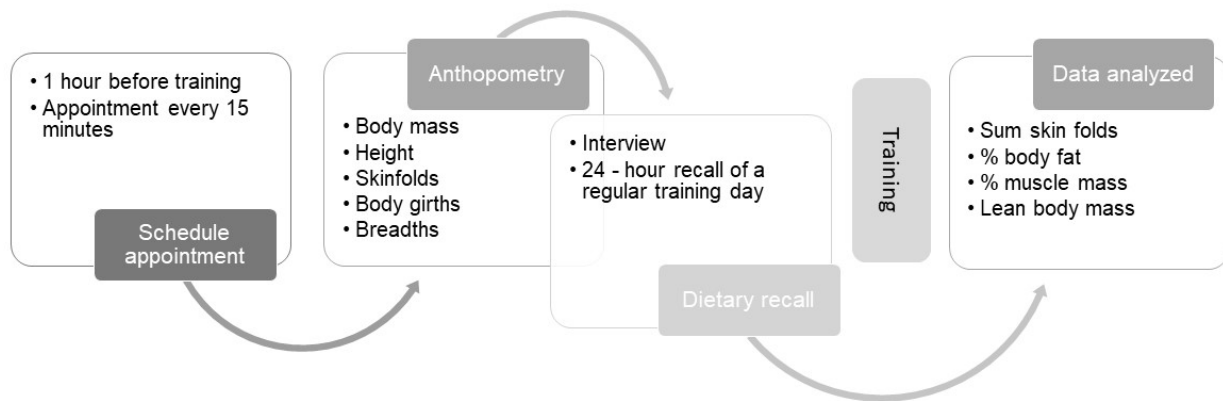 • 1 hour before training
• Appointment every 15
minutes
Schedule
appointment
Anthopometry
• Body mass
• Height
• Skinfolds
• Body girths
• Breadths
• Interview
• 24 - hour recall of a
regular training day
Dietary recall
Training
Data analyzed
• Sum skin folds
• % body fat
• % muscle mass
• Lean body mass